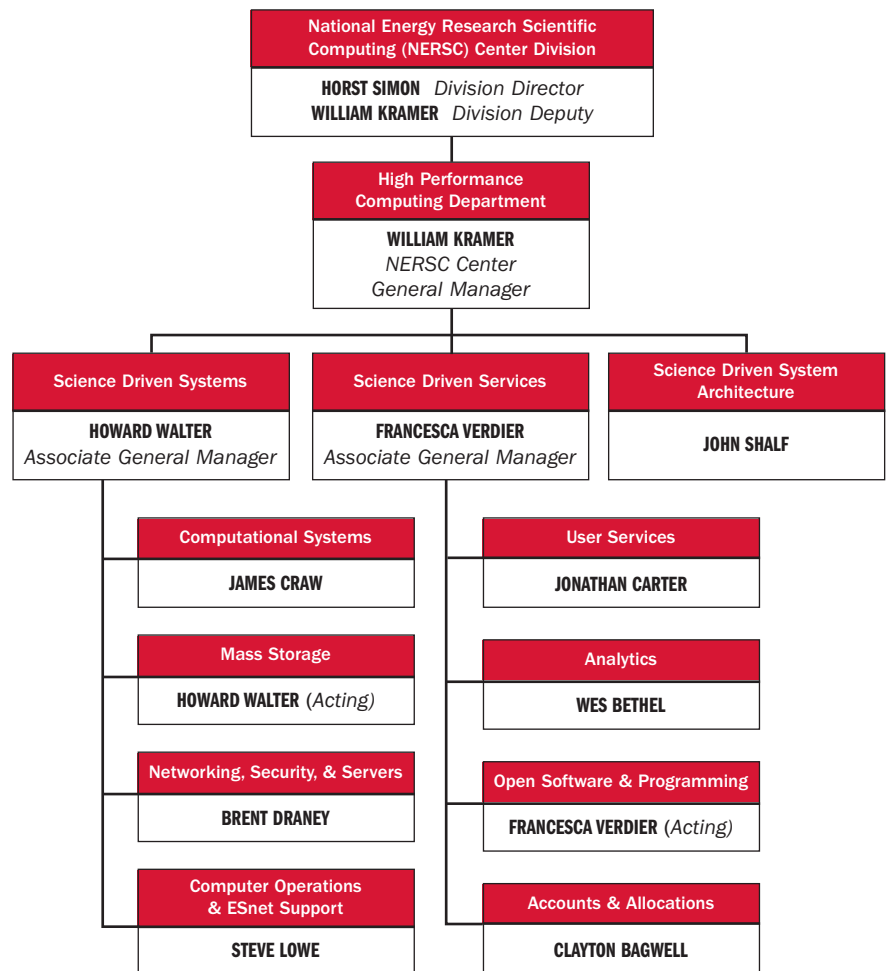 National Energy Research Scientific
Computing (NERSC) Center Division
HORST SIMON Division Director
WILLIAM KRAMER Division Deputy
High Performance
Computing Department
WILLIAM KRAMER
NERSC Center
General Manager
Science Driven Systems
HOWARD WALTER
Associate General Manager
Science Driven Services
FRANCESCA VERDIER
Associate General Manager
Science Driven System
Architecture
JOHN SHALF
Computational Systems
JAMES CRAW
Mass Storage
HOWARD WALTER (Acting)
Networking, Security, & Servers
BRENT DRANEY
Computer Operations
& ESnet Support
STEVE LOWE
User Services
JONATHAN CARTER
Analytics
WES BETHEL
Open Software & Programming
FRANCESCA VERDIER (Acting)
Accounts & Allocations
CLAYTON BAGWELL